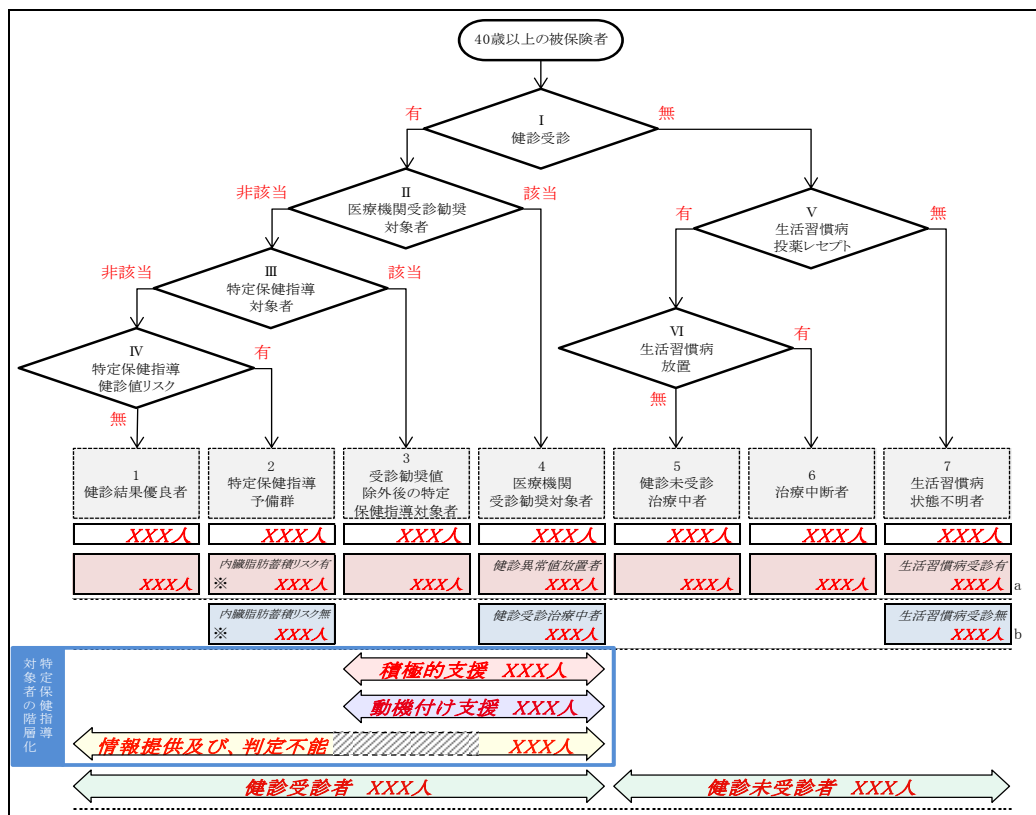 40歳以上の被保険者
Ⅰ
健診受診
有
無
Ⅱ
医療機関受診勧奨
対象者
非該当
該当
Ⅴ
生活習慣病
投薬レセプト
有
無
Ⅲ
特定保健指導
対象者
非該当
該当
Ⅳ
特定保健指導
健診値リスク
有
無
Ⅵ
生活習慣病
放置
有
無
1
健診結果優良者
2
特定保健指導
予備群
3
受診勧奨値
除外後の特定
保健指導対象者
4
医療機関
受診勧奨対象者
5
健診未受診
治療中者
6
治療中断者
7
生活習慣病
状態不明者
XXX人
XXX人
XXX人
XXX人
XXX人
XXX人
XXX人
XXX人
内臓脂肪蓄積リスク有
※ XXX人
XXX人
健診異常値放置者
XXX人
XXX人
XXX人
生活習慣病受診有
XXX人
a
内臓脂肪蓄積リスク無
※ XXX人
健診受診治療中者
XXX人
生活習慣病受診無
XXX人
b
特定保健指導
対象者の階層化
積極的支援 XXX人
動機付け支援 XXX人
情報提供及び、判定不能 XXX人
健診受診者 XXX人
健診未受診者 XXX人